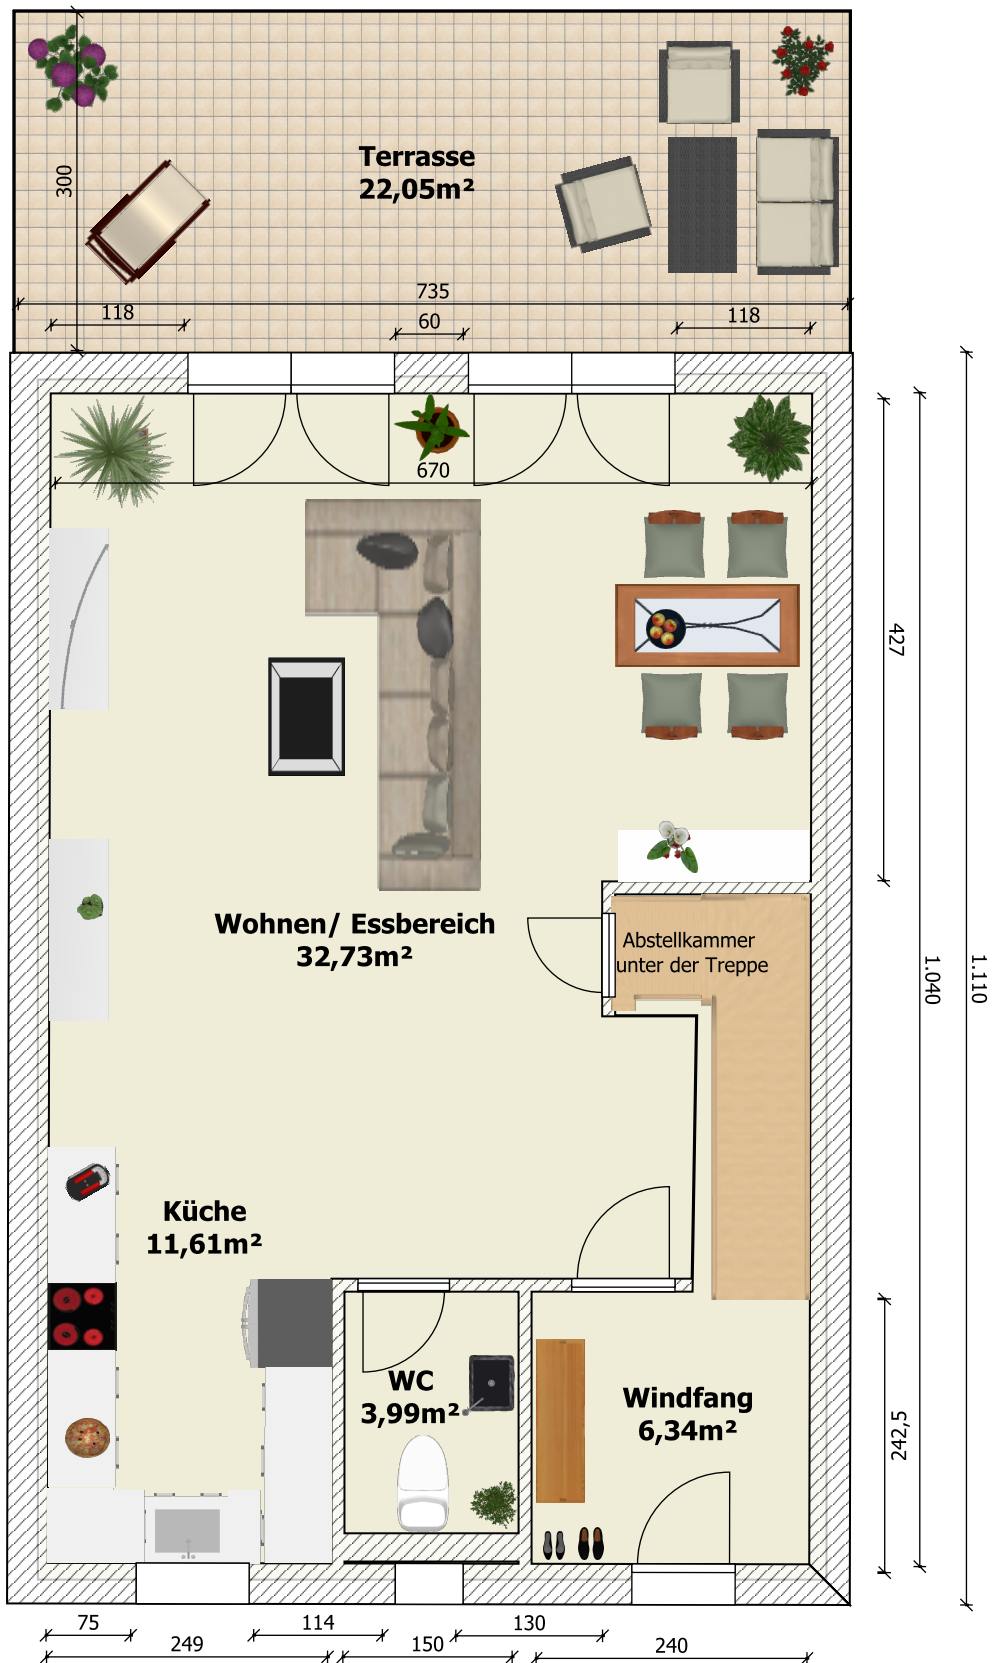 300
Terrasse
22,05m²
735
118
60
118
670
427
Wohnen/ Essbereich
32,73m²
Abstellkammer
unter der Treppe
1.040
1.110
Küche
11,61m²
WC
3,99m²
Windfang
6,34m²
242,5
75
114
130
249
150
240